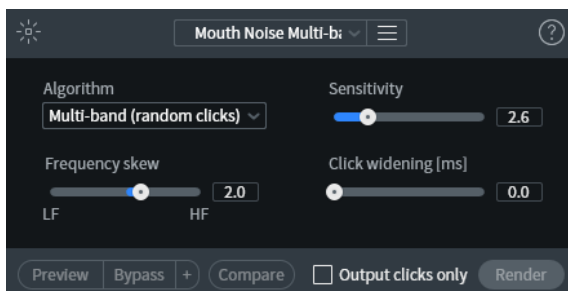 Mouth Noise Multi-ba
?
Algorithm
Sensitivity
Multi-band (random clicks)
2.6
Frequency skew
Click widening [ms]
2.0
0.0
LF
HF
Preview
Bypass
+
Compare
Output clicks only
Render